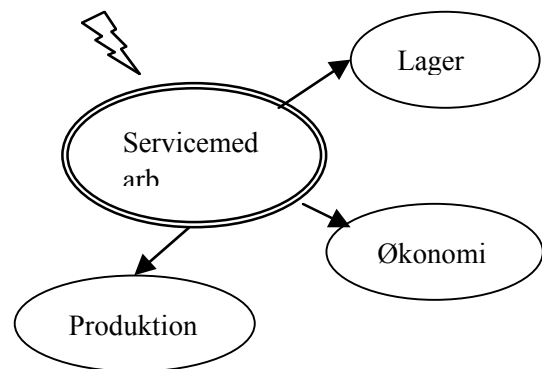 Lager
Servicemed
arb
Økonomi
Produktion